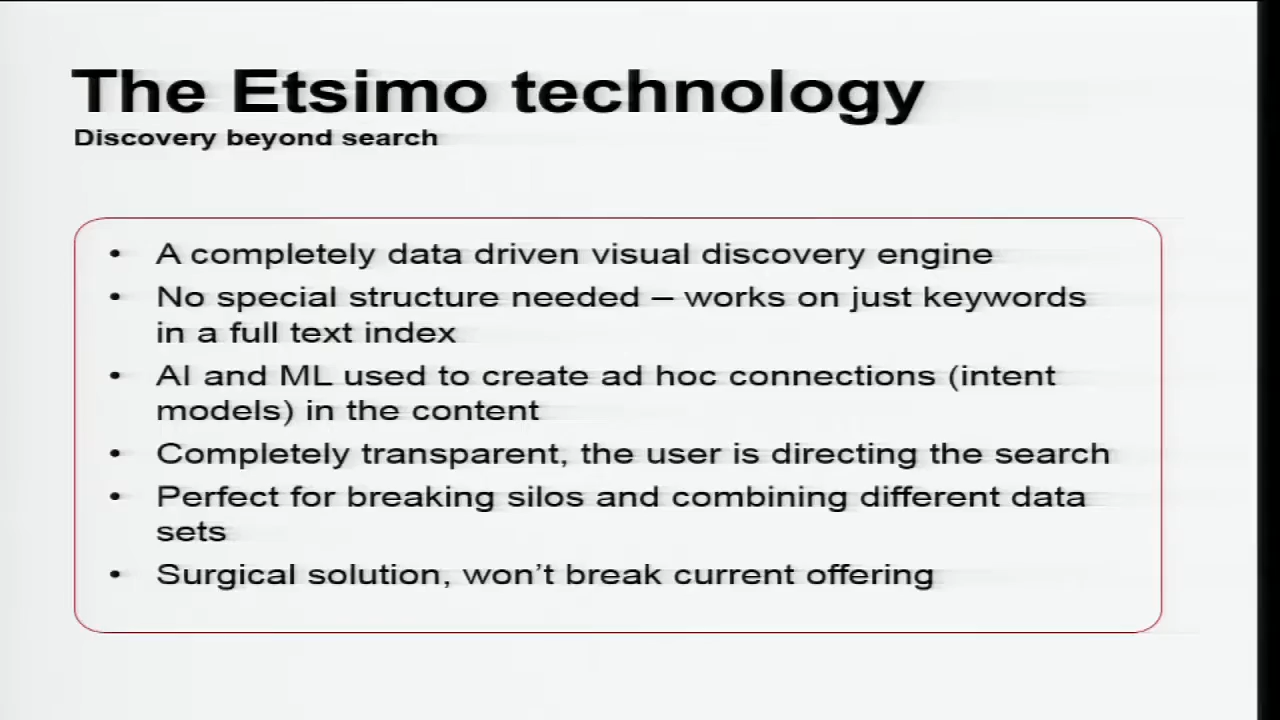 The Etsimo technology
Discovery beyond search
• A completely data driven visual discovery engine
• No special structure needed – works on just keywords
in a full text index
• AI and ML used to create ad hoc connections (intent
models) in the content
• Completely transparent, the user is directing the search
• Perfect for breaking silos and combining different data
sets
• Surgical solution, won’t break current offering